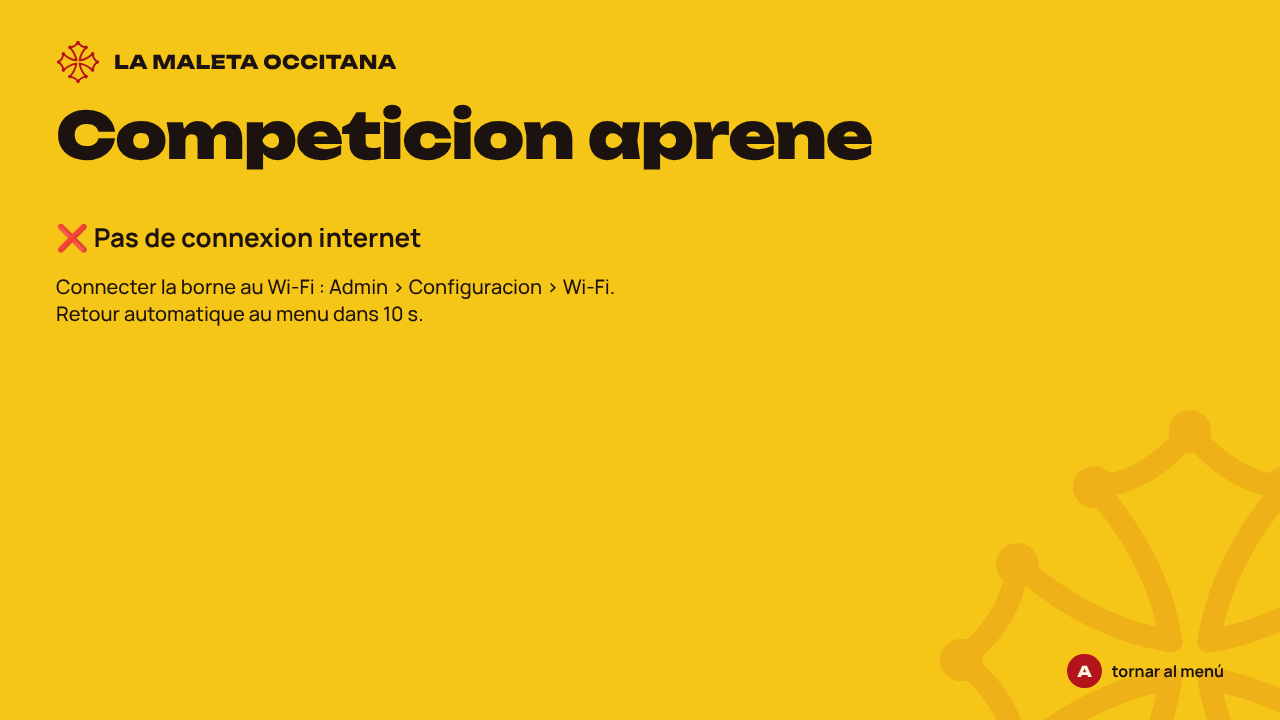 LA MALETA OCCITANA
Competicion aprene
❌ Pas de connexion internet
Connecter la borne au Wi-Fi : Admin › Configuracion › Wi-Fi.
Retour automatique au menu dans 10 s.
A tornar al menú